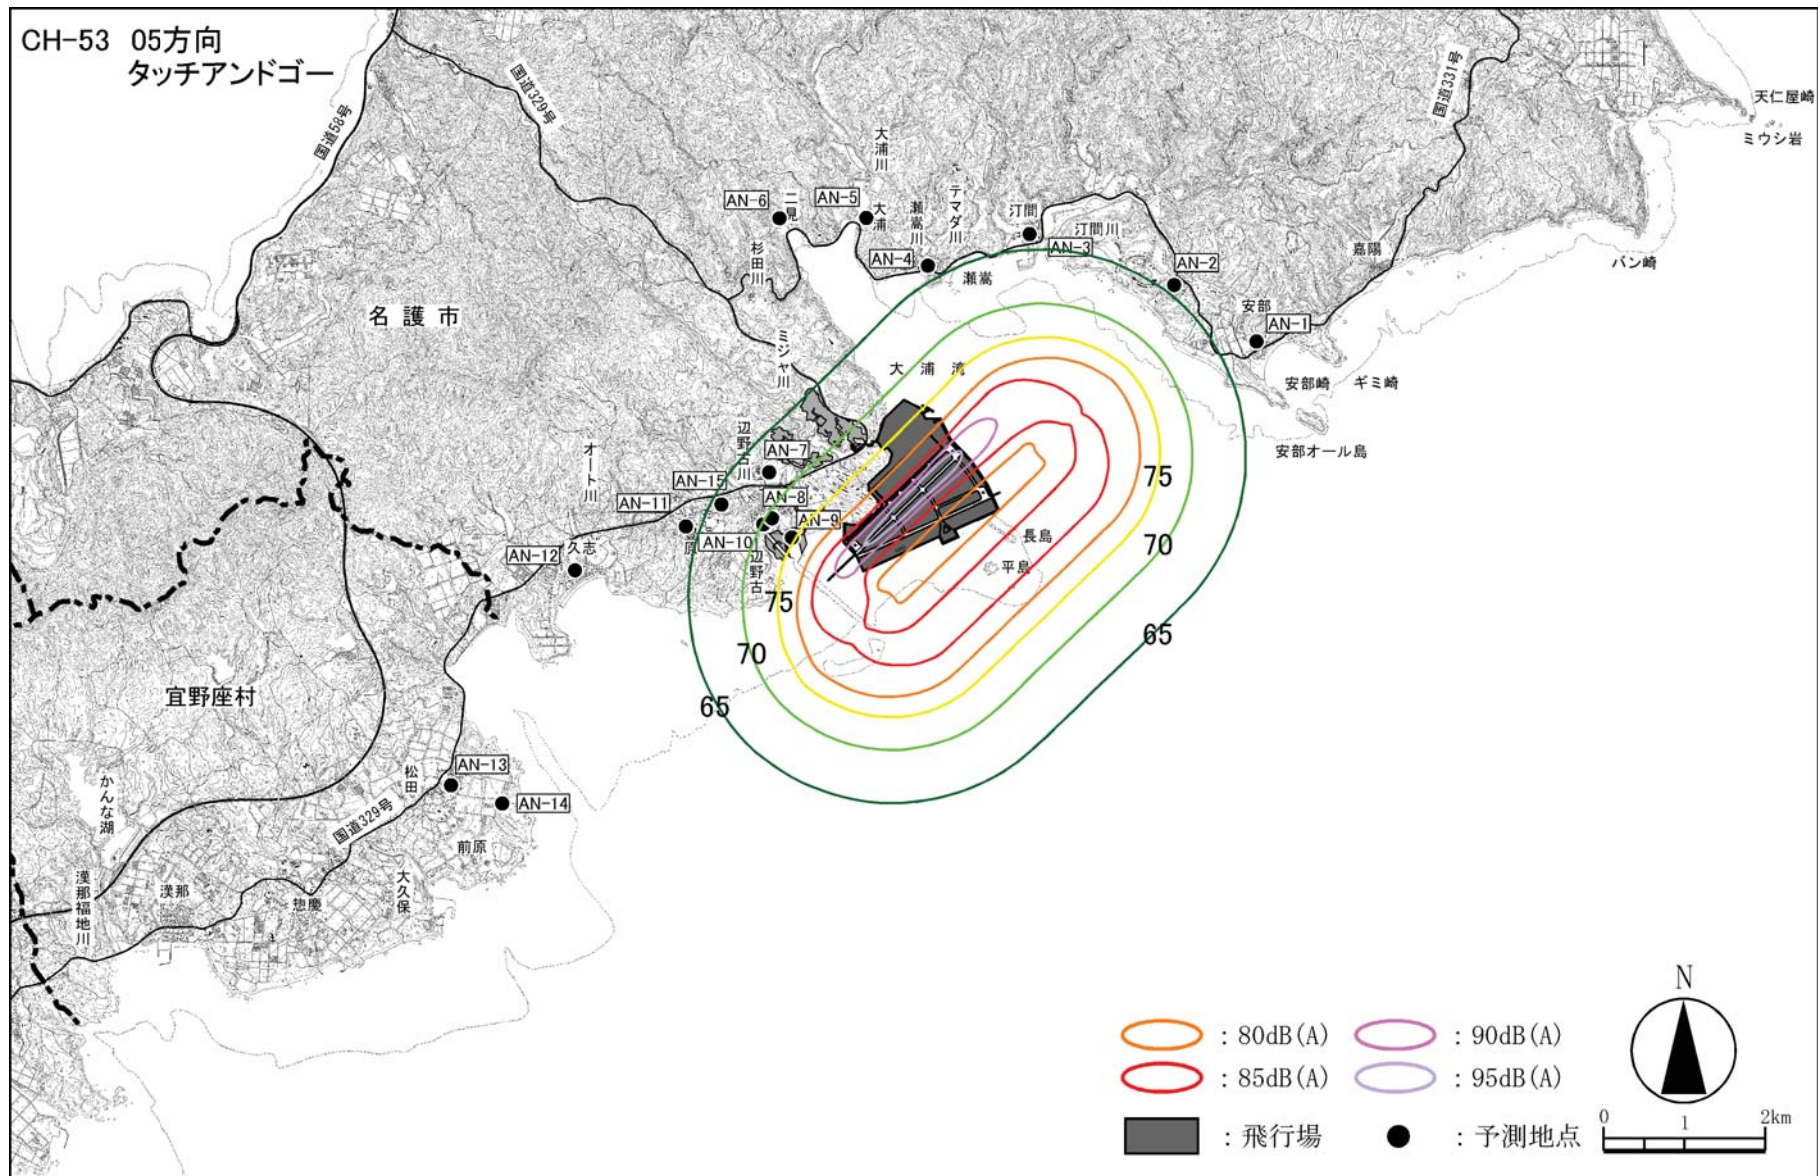 CH-53 05方向
タッチアンドゴー
国道58号
国道329号
国道331号
天仁屋崎
ミウシ岩
大浦川
AN-6
二見
AN-5
大浦
瀬嵩川
テマダ川
汀間
汀間川
AN-3
AN-4
瀬嵩
杉田川
AN-2
嘉陽
バン崎
名護市
安部
AN-1
ミジャ川
大浦湾
安部崎
ギミ崎
安部オール島
辺野古川
AN-7
オート川
AN-15
AN-11
AN-8
AN-9
AN-10
辺野古
AN-12
久志
長島
平島
75
70
65
75
70
65
宜野座村
かんな湖
松田
AN-13
AN-14
国道329号
前原
漢那福地川
漢那
惣慶
大久保
N
:80dB(A)
:90dB(A)
:85dB(A)
:95dB(A)
:飛行場
:予測地点
0 1 2km